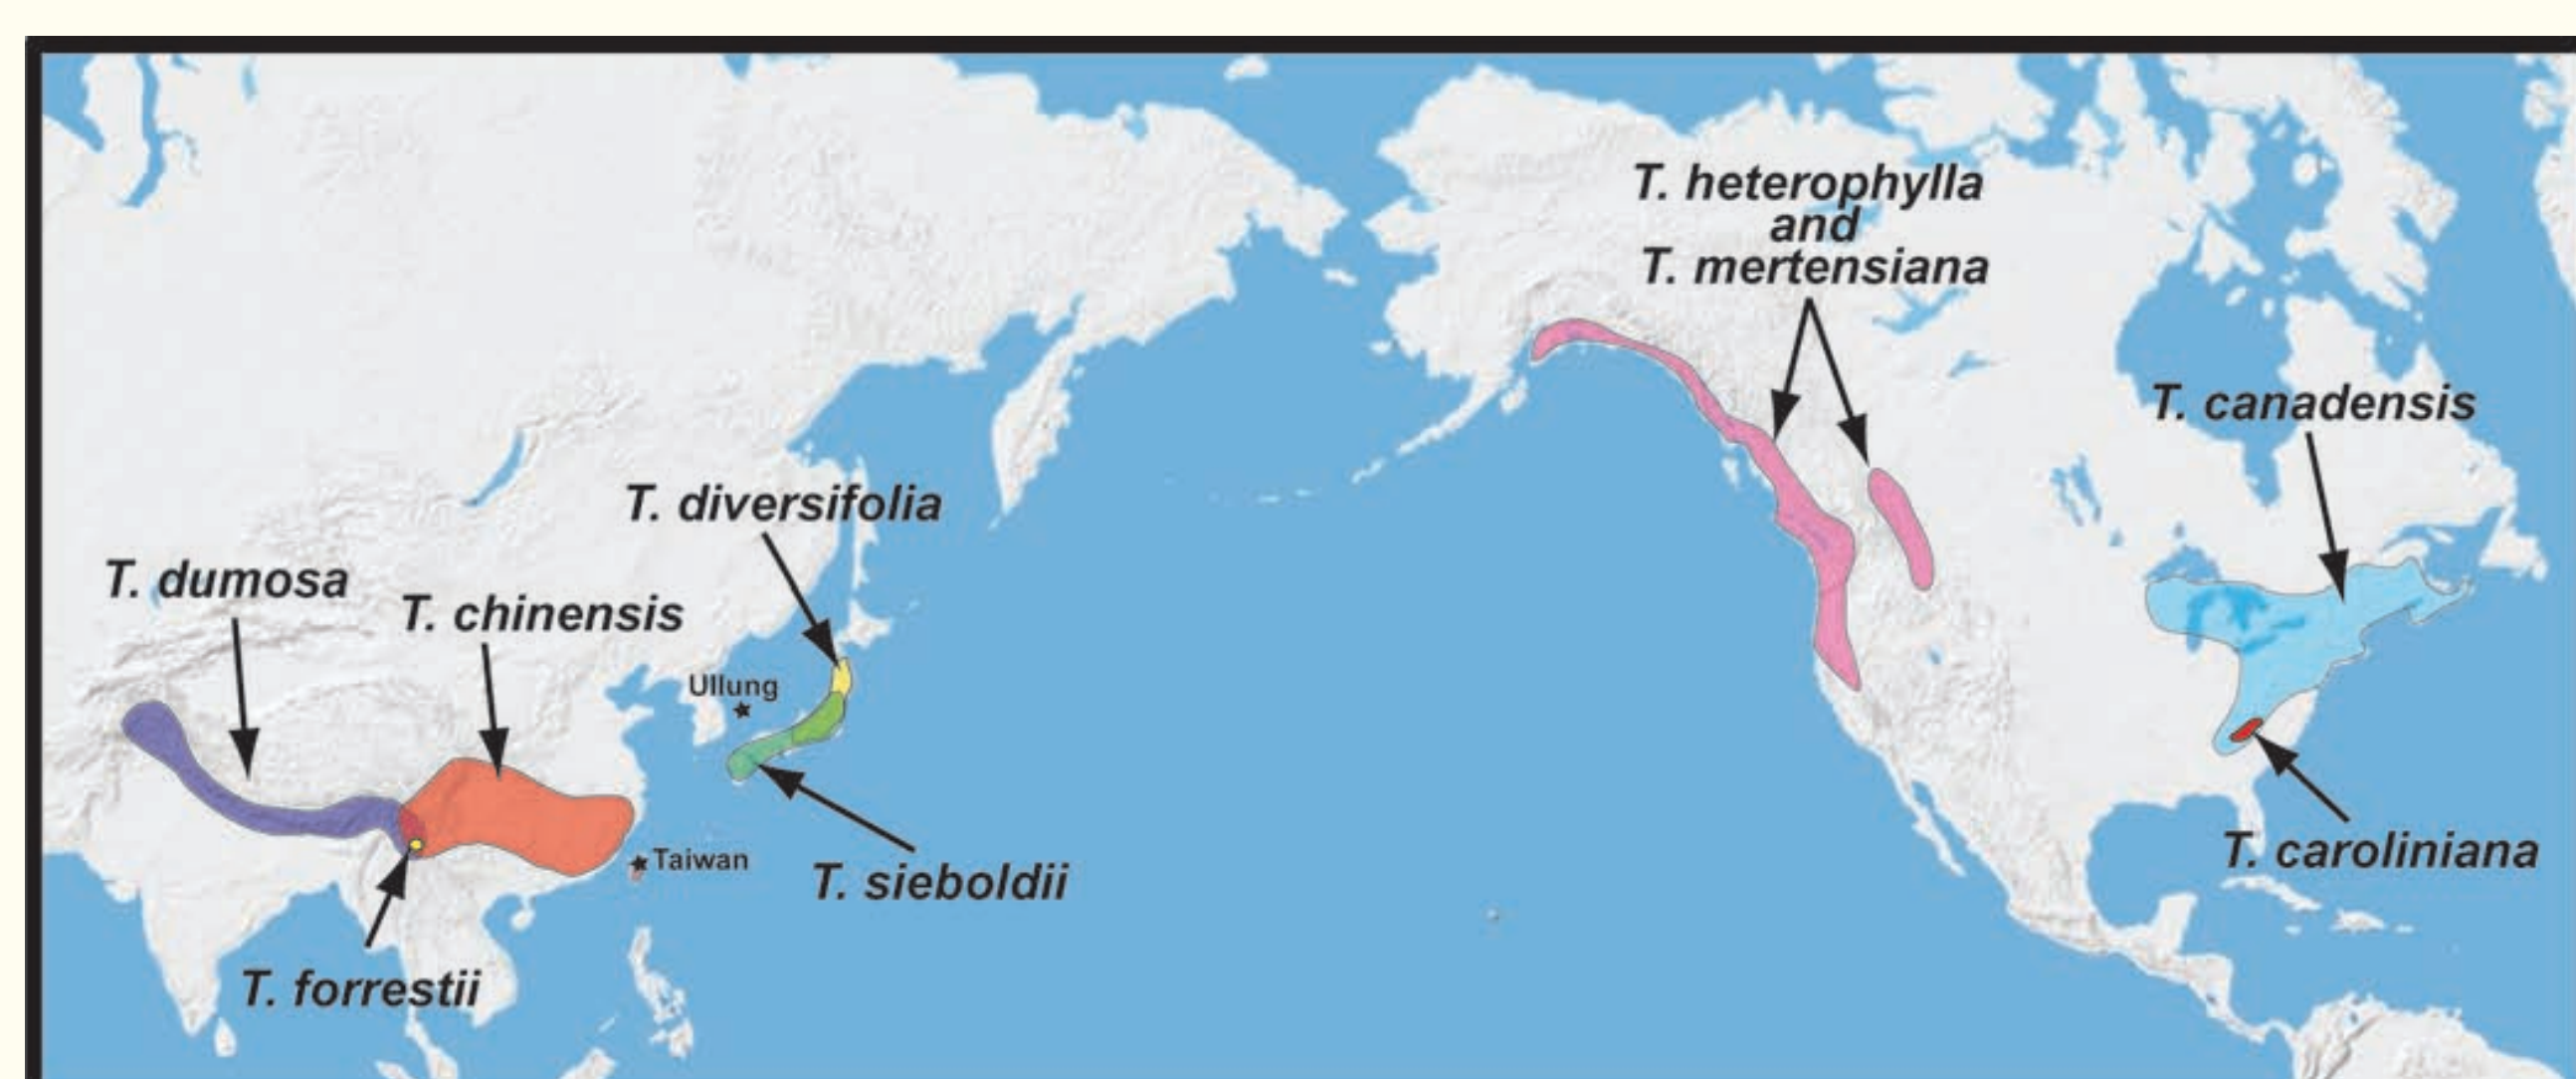 T. heterophylla
and
T. mertensiana
T. canadensis
T. diversifolia
T. dumosa
T. chinensis
Ullung
T. caroliniana
Taiwan
T. sieboldii
T. forrestii